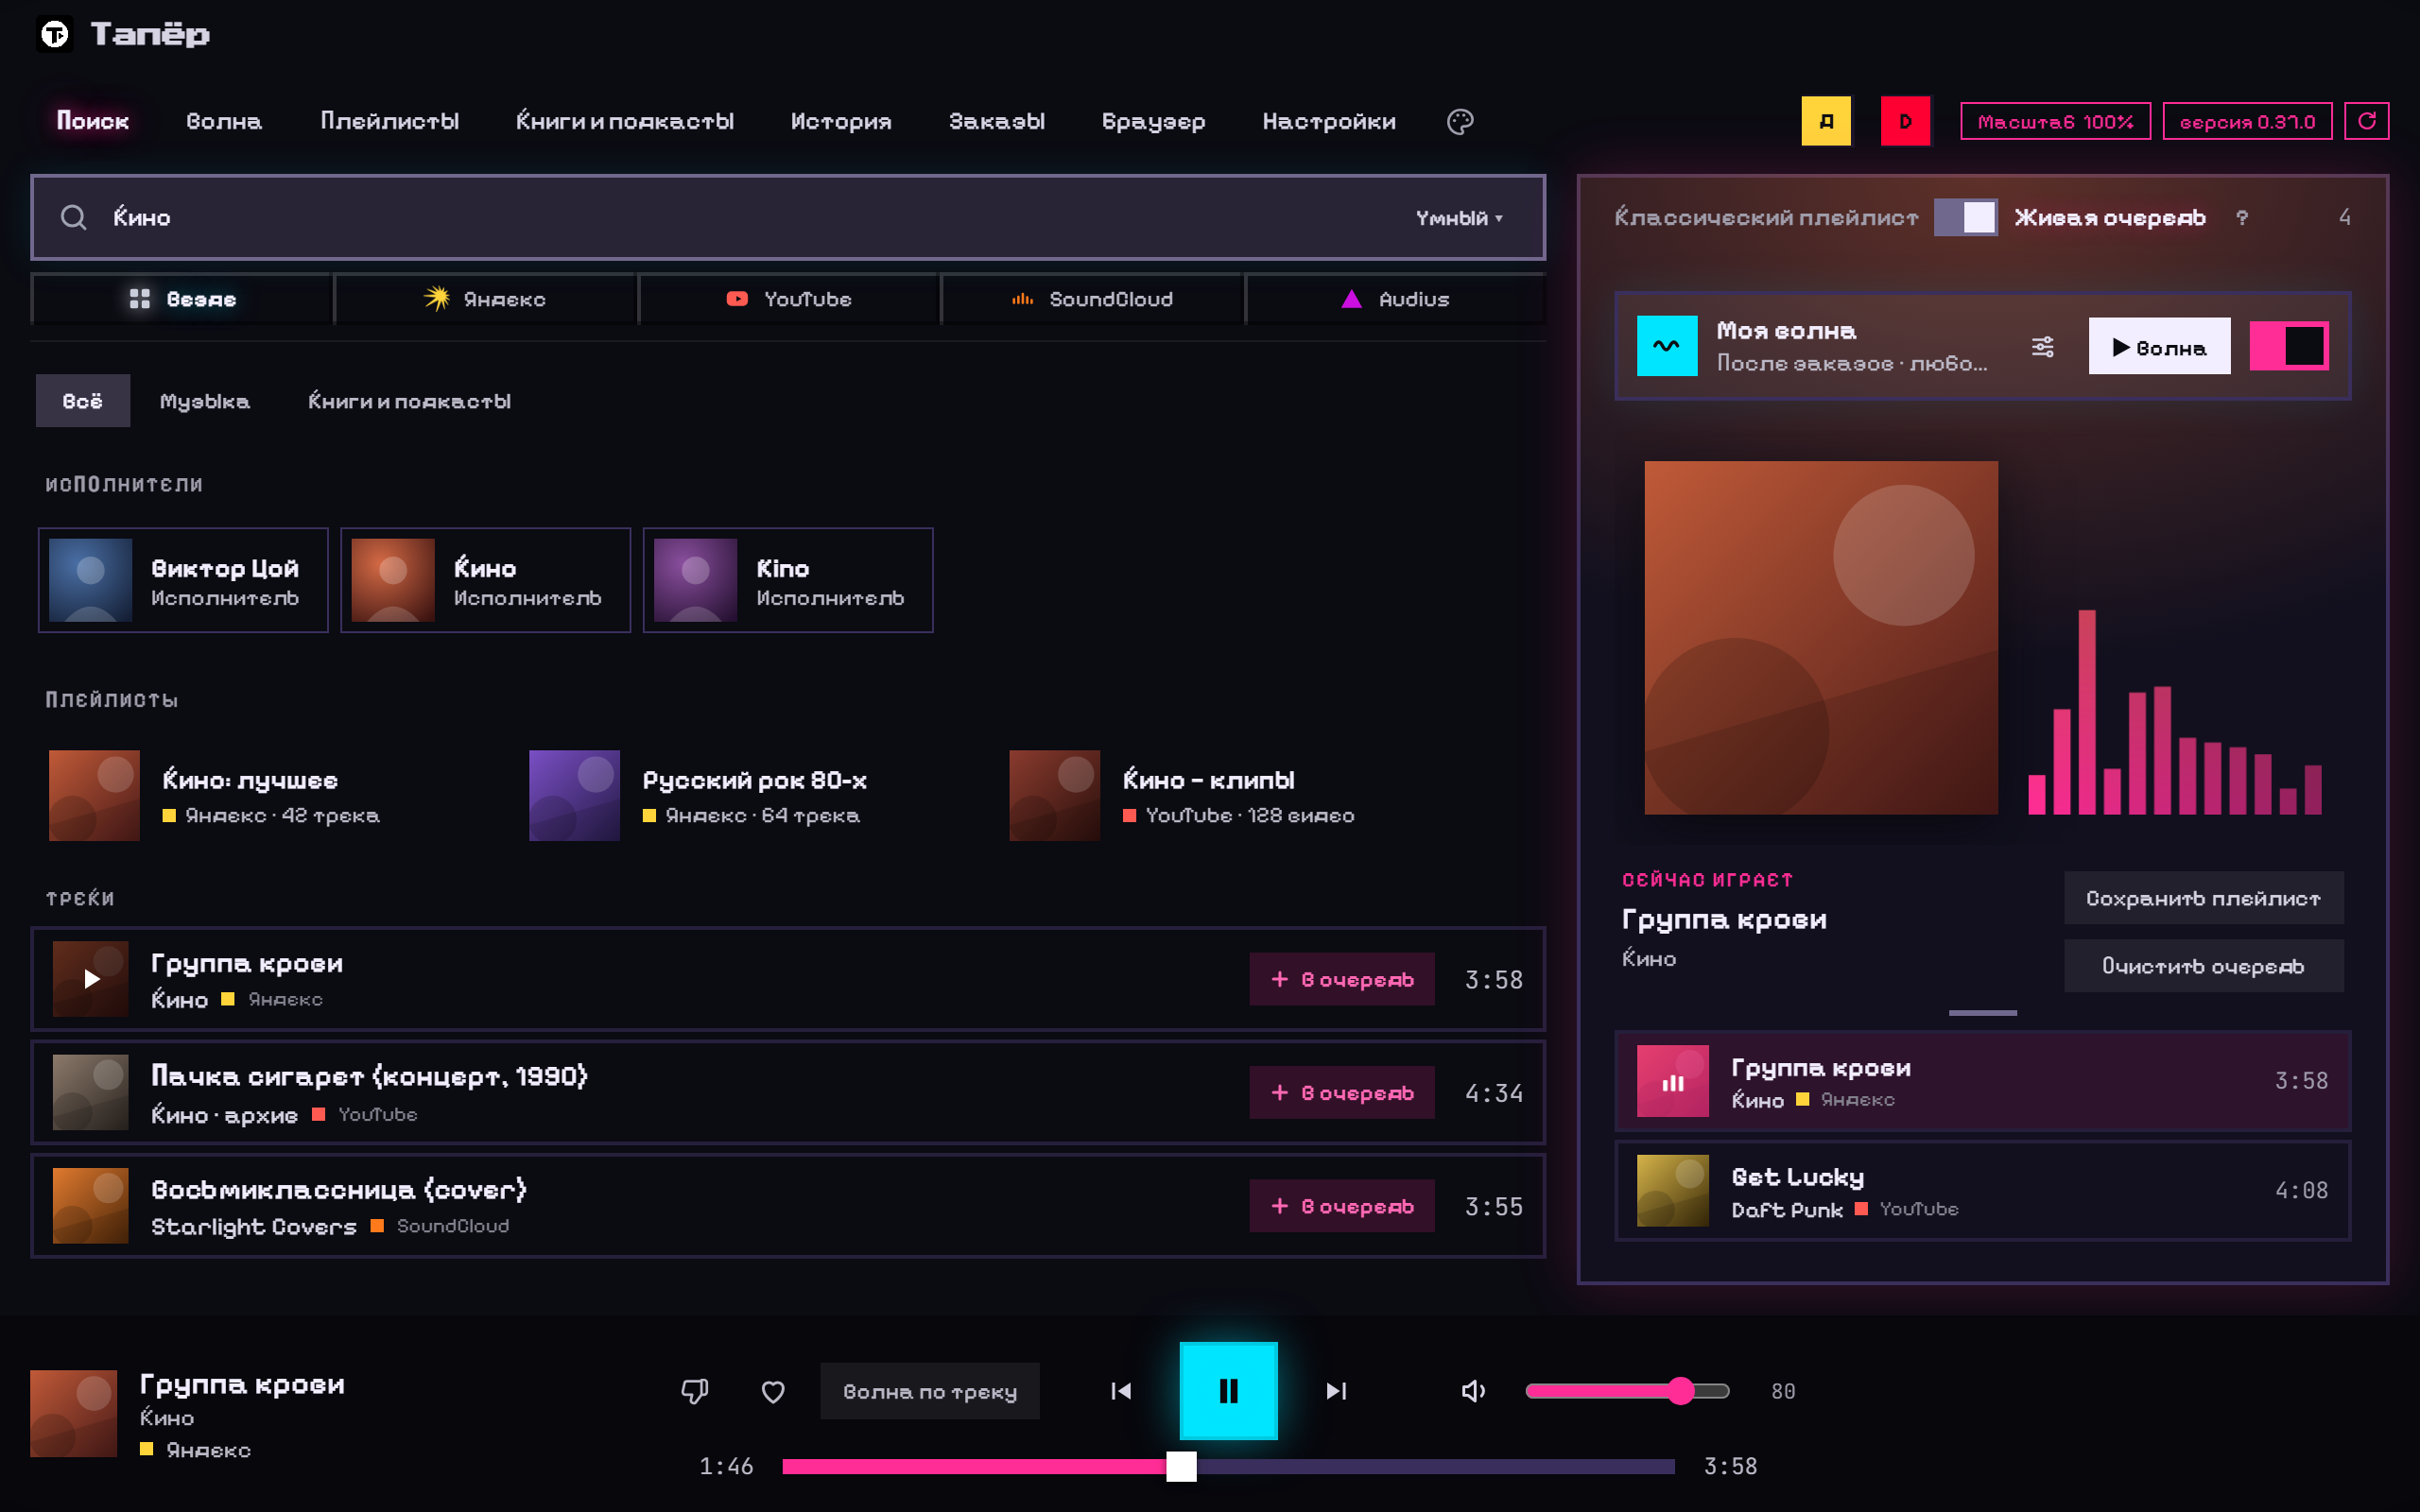 Тапёр
Поиск Волна Плейлисты Книги и подкасты История Заказы Браузер Настройки Д D Масштаб 100% версия 0.37.0
Кино Умный ▾
Везде Яндекс YouTube SoundCloud Audius
Всё Музыка Книги и подкасты
ИСПОЛНИТЕЛИ
Виктор Цой
Исполнитель
Кино
Исполнитель
Kino
Исполнитель
ПЛЕЙЛИСТЫ
Кино: лучшее
Яндекс · 42 трека
Русский рок 80-х
Яндекс · 64 трека
Кино – клипы
YouTube · 128 видео
ТРЕКИ
Группа крови
Кино Яндекс
+ В очередь 3:58
Пачка сигарет (концерт, 1990)
Кино · архив YouTube
+ В очередь 4:34
Восьмиклассница (cover)
Starlight Covers SoundCloud
+ В очередь 3:55
Классический плейлист Живая очередь ? 4
Моя волна
После заказов · любо...
▶ Волна
СЕЙЧАС ИГРАЕТ
Группа крови
Кино
Сохранить плейлист
Очистить очередь
Группа крови
Кино Яндекс
3:58
Get Lucky
Daft Punk YouTube
4:08
Группа крови
Кино
Яндекс
Волна по треку
80
1:46 3:58